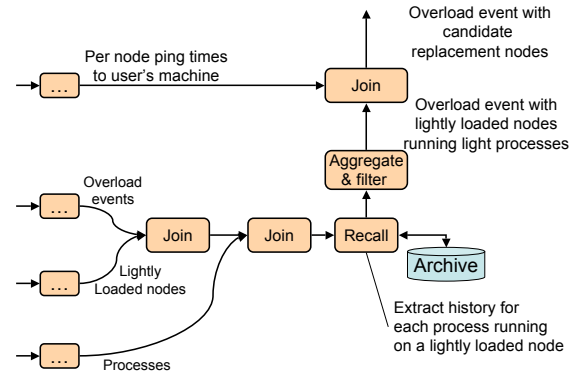 Overload event with
candidate
replacement nodes
Per node ping times
to user's machine
...
Join
Overload event with
lightly loaded nodes
running light processes
Aggregate
& filter
Overload
events
...
Join
Join
Recall
Archive
...
Lightly
Loaded nodes
Extract history for
each process running
on a lightly loaded node
...
Processes